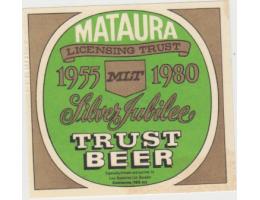 MATAURA
LICENSING TRUST
1955 MLT 1980
Silver Jubilee
TRUST
BEER